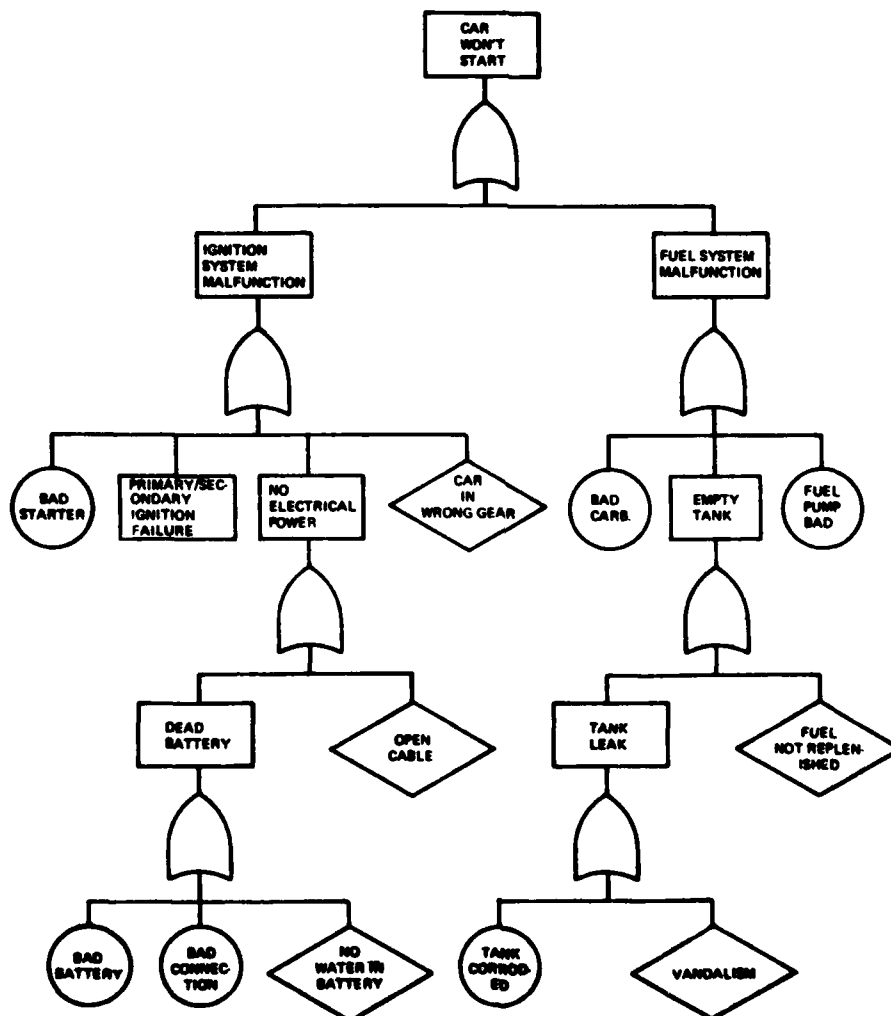 CAR
WON'T
START
IGNITION
SYSTEM
MALFUNCTION
FUEL SYSTEM
MALFUNCTION
BAD
STARTER
PRIMARY/SEC-
ONDARY
IGNITION
FAILURE
NO
ELECTRICAL
POWER
CAR
IN
WRONG GEAR
BAD
CARB.
EMPTY
TANK
FUEL
PUMP
BAD
DEAD
BATTERY
OPEN
CABLE
TANK
LEAK
FUEL
NOT REPLEN-
ISHED
BAD
BATTERY
BAD
CONNEC-
TION
NO
WATER IN
BATTERY
TANK
CORROD-
ED
VANDALISM